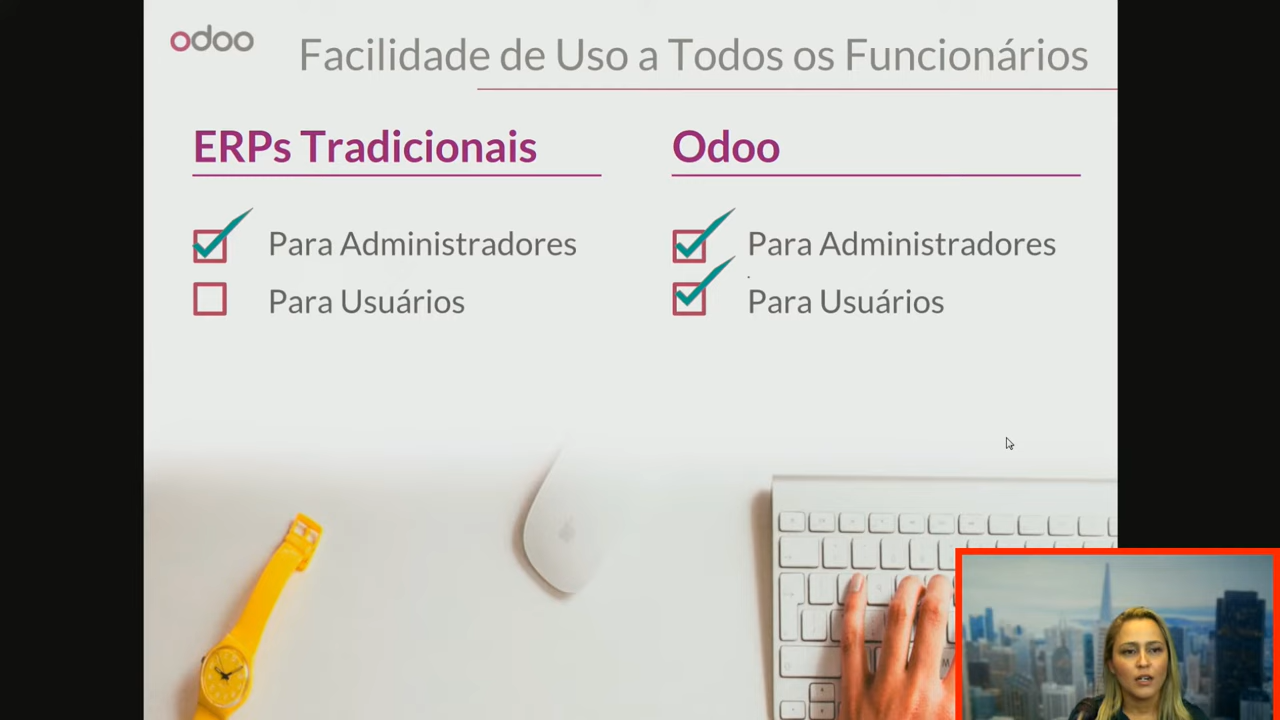 odoo
Facilidade de Uso a Todos os Funcionários
ERPs Tradicionais
Para Administradores
Para Usuários
Odoo
Para Administradores
Para Usuários
M